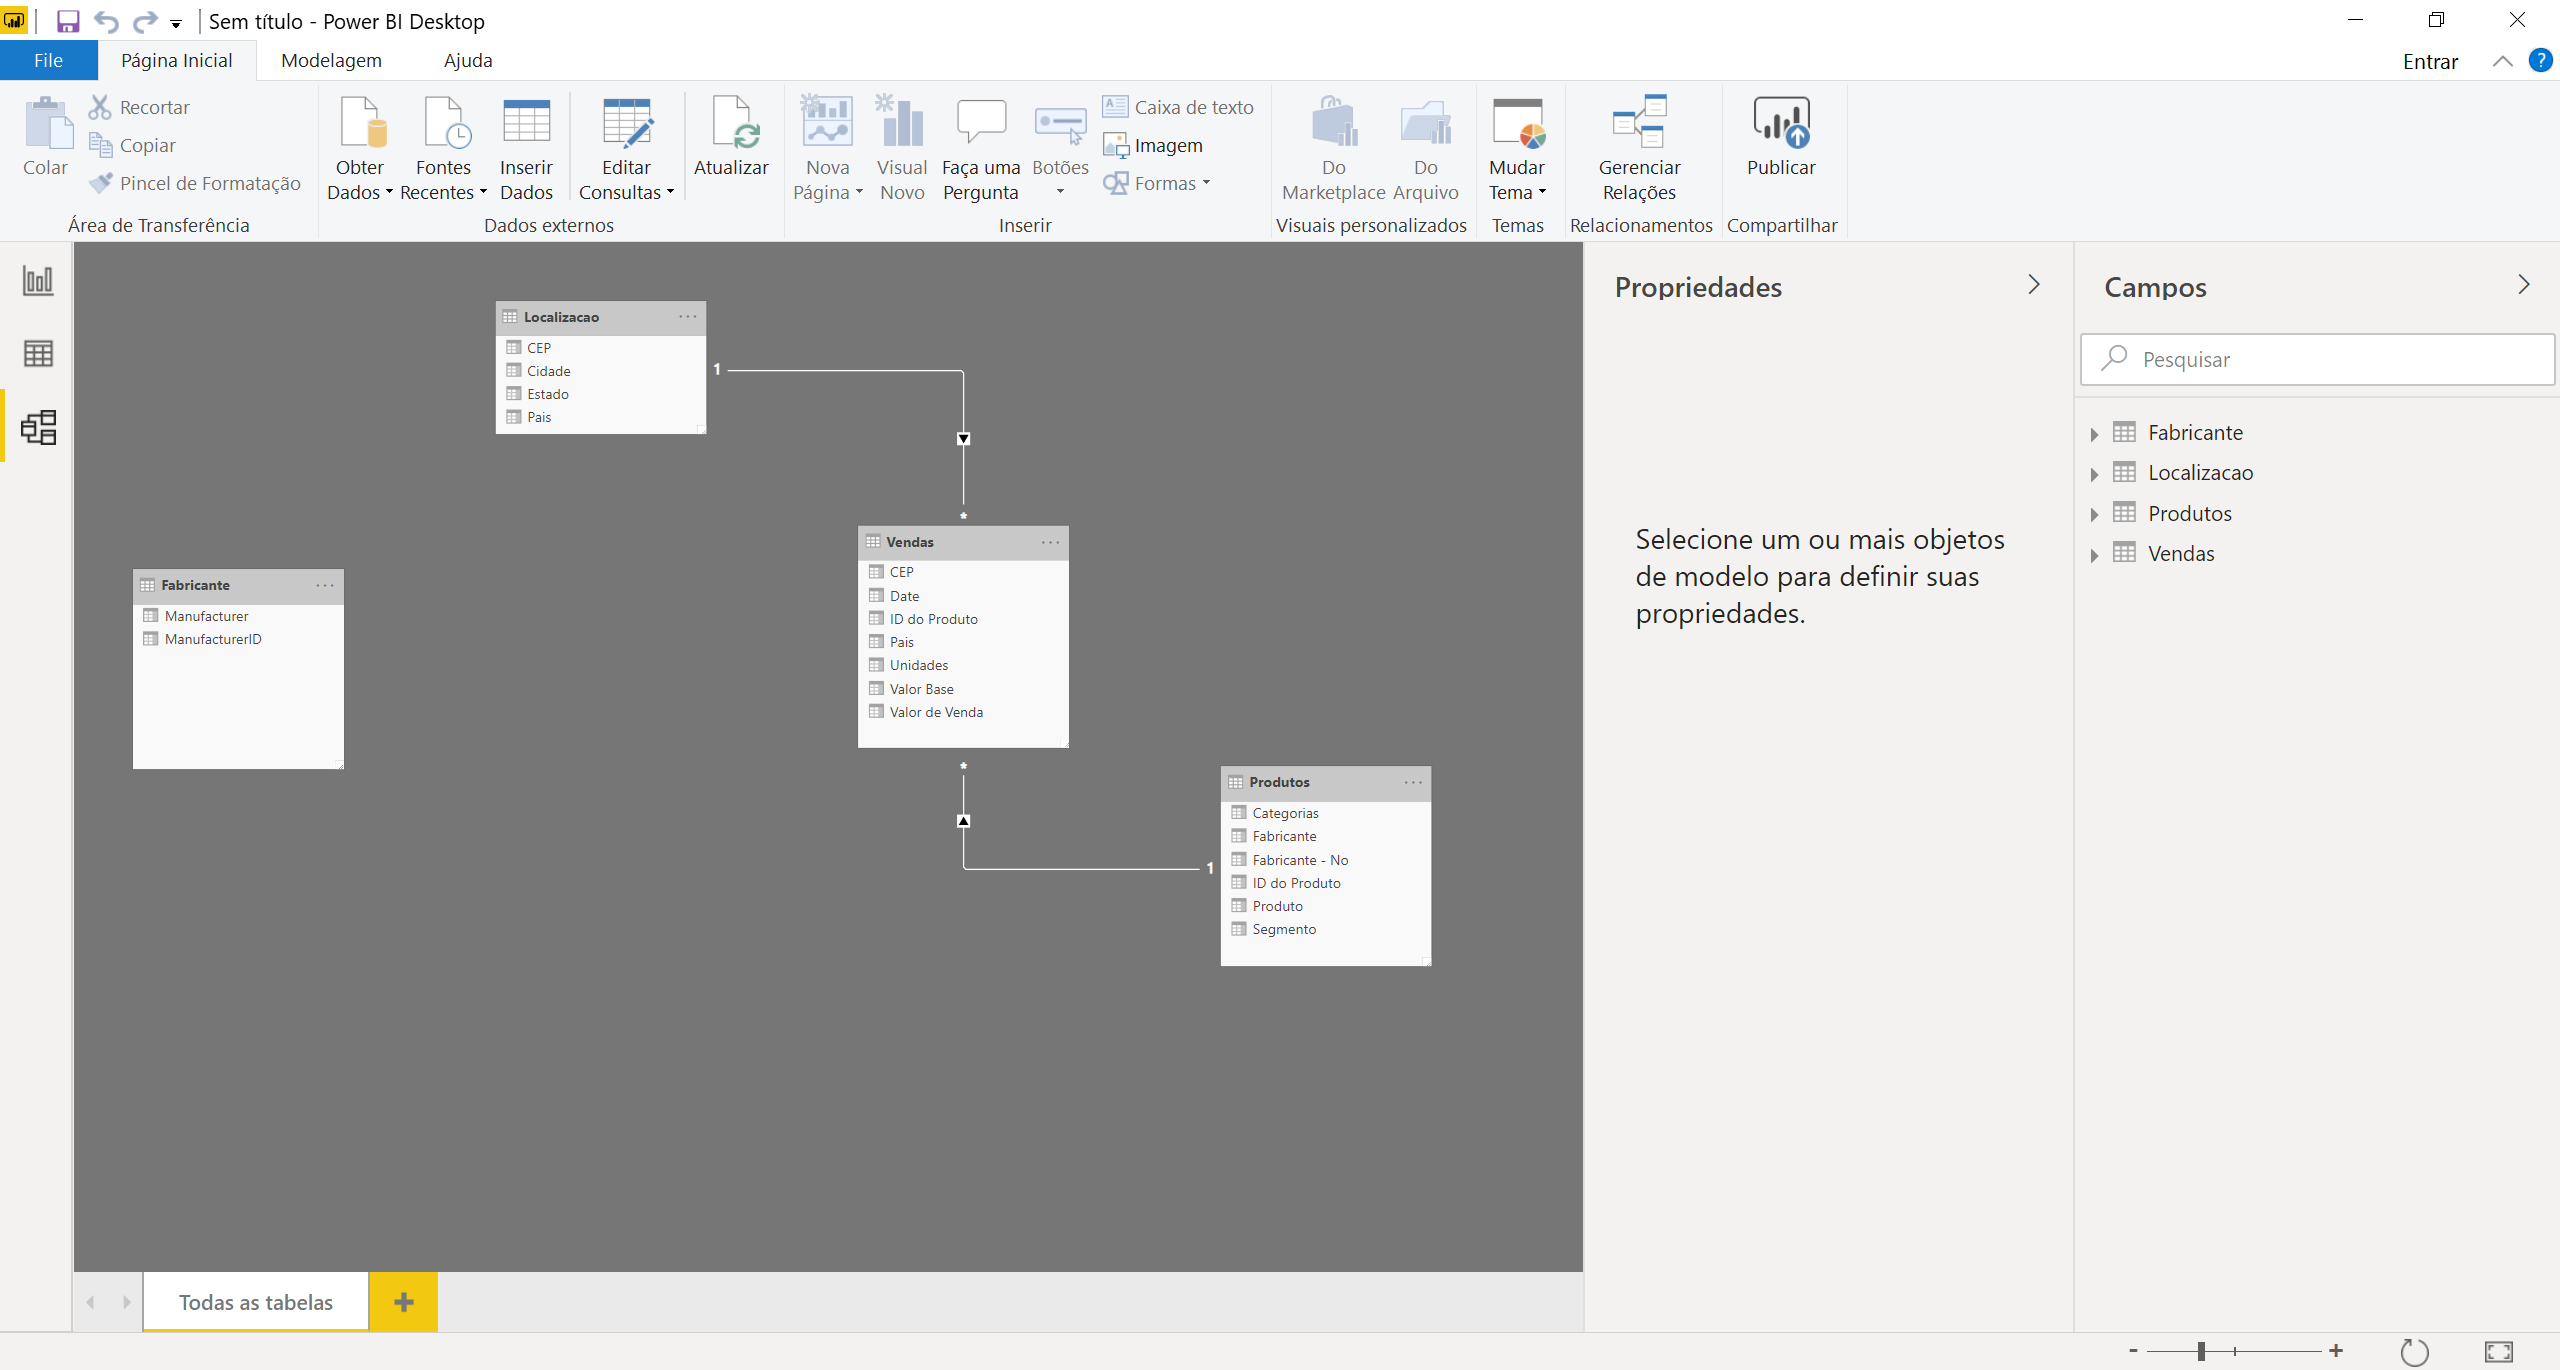 Sem título - Power BI Desktop
File
Página Inicial
Modelagem
Ajuda
Entrar
?
Colar
Recortar
Copiar
Pincel de Formatação
Área de Transferência
Obter
Dados
Fontes
Recentes
Inserir
Dados
Editar
Consultas
Atualizar
Dados externos
Nova
Página
Visual
Novo
Faça uma
Pergunta
Botões
Caixa de texto
Imagem
Formas
Inserir
Do
Marketplace
Do
Arquivo
Visuais personalizados
Mudar
Tema
Temas
Gerenciar
Relações
Relacionamentos
Publicar
Compartilhar
Localizacao
CEP
Cidade
Estado
Pais
1
*
Fabricante
Manufacturer
ManufacturerID
Vendas
CEP
Date
ID do Produto
Pais
Unidades
Valor Base
Valor de Venda
*
1
Produtos
Categorias
Fabricante
Fabricante - No
ID do Produto
Produto
Segmento
Propriedades
Selecione um ou mais objetos
de modelo para definir suas
propriedades.
Campos
Pesquisar
Fabricante
Localizacao
Produtos
Vendas
Todas as tabelas
+
- +